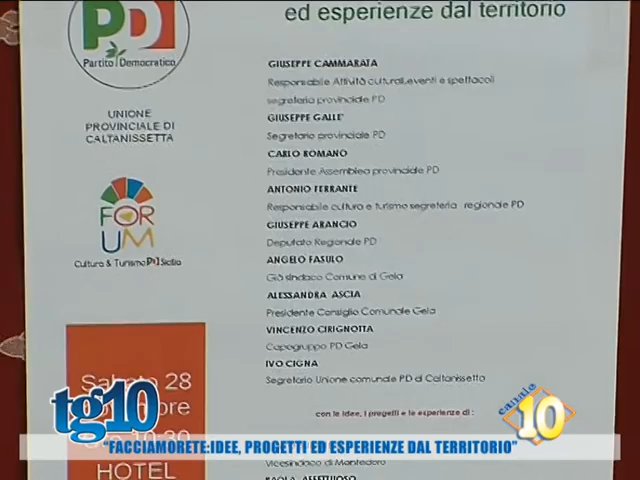 ed esperienze dal territorio
PD
Partito Democratico
UNIONE
PROVINCIALE DI
CALTANISSETTA
FOR
UM
Cultura & Turismo PD Sicilia
GIUSEPPE CAMMARATA
Responsabile Attività culturali,eventi e spettacoli
segreteria provinciale PD
GIUSEPPE GALLE'
Segretario provinciale PD
CARLO ROMANO
Presidente Assemblea provinciale PD
ANTONIO FERRANTE
Responsabile cultura e turismo segreteria regionale PD
GIUSEPPE ARANCIO
Deputato Regionale PD
ANGELO FASULO
Già sindaco Comune di Gela
ALESSANDRA ASCIA
Presidente Consiglio Comunale Gela
VINCENZO CIRIGNOTTA
Capogruppo PD Gela
IVO CIGNA
Segretario Unione comunale PD di Caltanissetta
con le idee, i progetti e le esperienze di :
Sabato 28
HOTEL
tg10
canale
10
"FACCIAMORETE:IDEE, PROGETTI ED ESPERIENZE DAL TERRITORIO"
Vicesindaco di Montedoro
PAOLA AFFETTUOSO